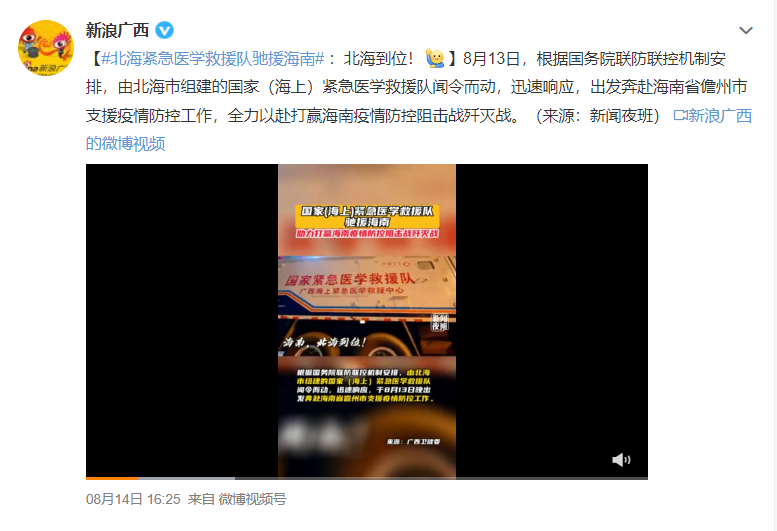 新浪广西
【#北海紧急医学救援队驰援海南#：北海到位！】8月13日，根据国务院联防联控机制安
排，由北海市组建的国家（海上）紧急医学救援队闻令而动，迅速响应，出发奔赴海南省儋州市
支援疫情防控工作，全力以赴打赢海南疫情防控阻击战歼灭战。（来源：新闻夜班）新浪广西
的微博视频
国家(海上)紧急医学救援队
驰援海南
助力打赢海南疫情防控阻击战歼灭战
国家紧急医学救援队
广西海上紧急医学救援中心
新闻
夜班
海南，北海到位！
根据国务院联防联控机制安排，由北海
市组建的国家（海上）紧急医学救援队
闻令而动，迅速响应，于8月13日晚出
发奔赴海南省儋州市支援疫情防控工作。
来源：广西卫健委
08月14日 16:25 来自 微博视频号